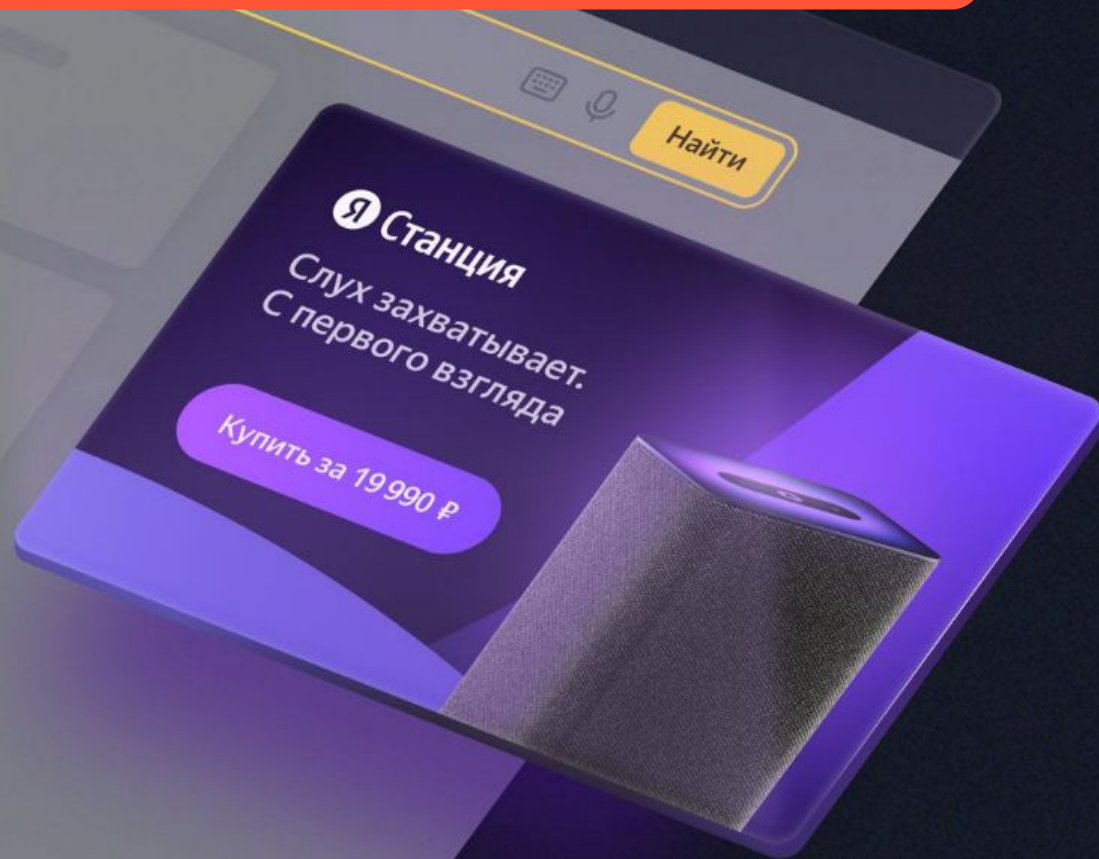 Найти
Я Станция
Слух захватывает.
С первого взгляда
Купить за 19 990 ₽